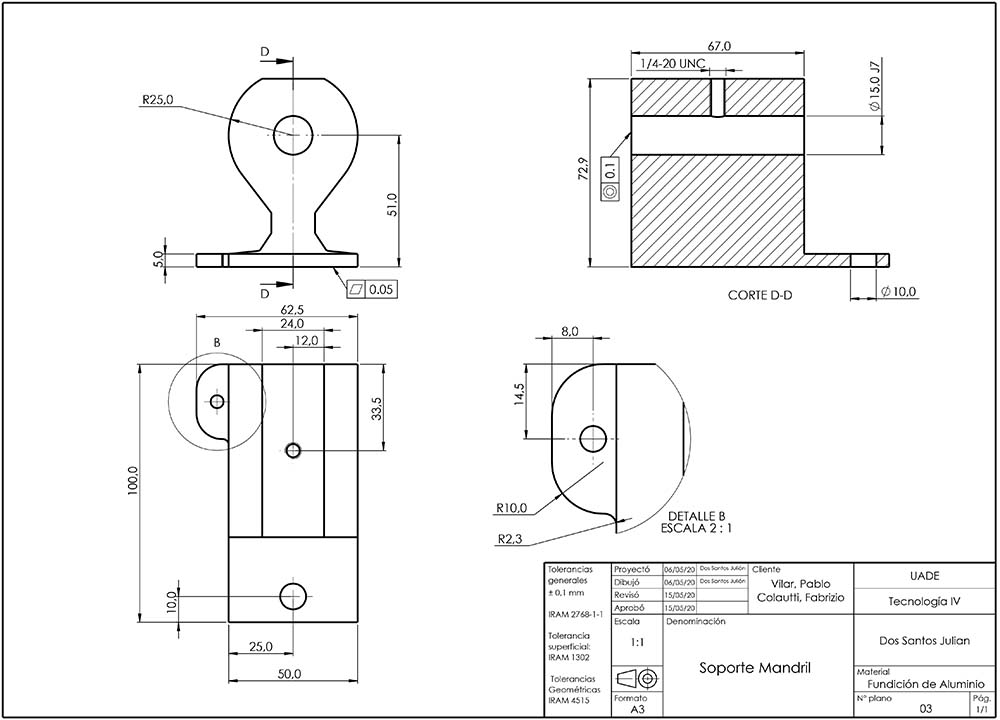 D
R25,0
51,0
5,0
D
0.05
67,0
1/4-20 UNC
Ø15,0 J7
72,9
0.1
CORTE D-D
Ø10,0
62,5
24,0
12,0
B
33,5
100,0
10,0
25,0
50,0
8,0
14,5
R10,0
R2,3
DETALLE B
ESCALA 2 : 1
Tolerancias
generales
± 0,1 mm
IRAM 2768-1-1
Tolerancia
superficial:
IRAM 1302
Tolerancias
Geométricas
IRAM 4515
Proyectó 06/05/20 Dos Santos Julián
Dibujó 06/05/20 Dos Santos Julián
Revisó 15/05/20
Aprobó 15/05/20
Escala
1:1
Formato
A3
Cliente
Vilar, Pablo
Colautti, Fabrizio
Denominación
Soporte Mandril
UADE
Tecnología IV
Dos Santos Julian
Material
Fundición de Aluminio
N° plano
03
Pág.
1/1